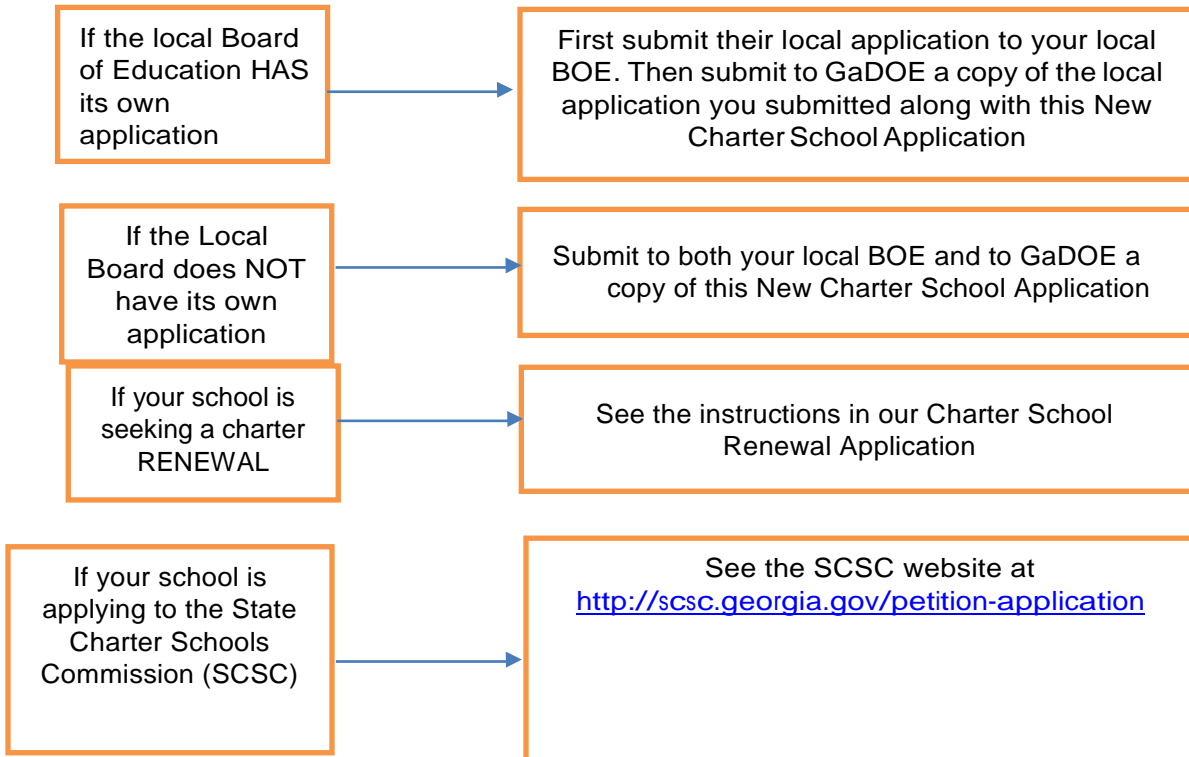 If the local Board
of Education HAS
its own
application
First submit their local application to your local
BOE. Then submit to GaDOE a copy of the local
application you submitted along with this New
Charter School Application
If the Local
Board does NOT
have its own
application
Submit to both your local BOE and to GaDOE a
copy of this New Charter School Application
If your school is
seeking a charter
RENEWAL
See the instructions in our Charter School
Renewal Application
If your school is
applying to the State
Charter Schools
Commission (SCSC)
See the SCSC website at
http://scsc.georgia.gov/petition-application